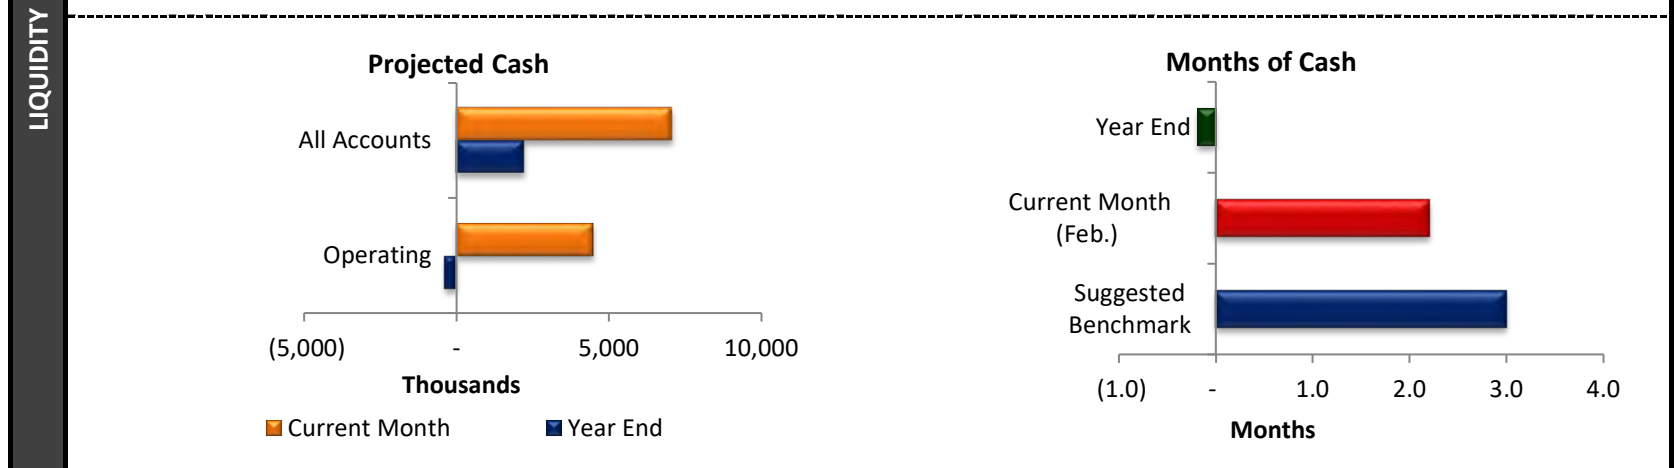 LIQUIDITY
Projected Cash
All Accounts
Operating
(5,000) - 5,000 10,000
Thousands
Current Month Year End
Months of Cash
Year End
Current Month
(Feb.)
Suggested
Benchmark
(1.0) - 1.0 2.0 3.0 4.0
Months